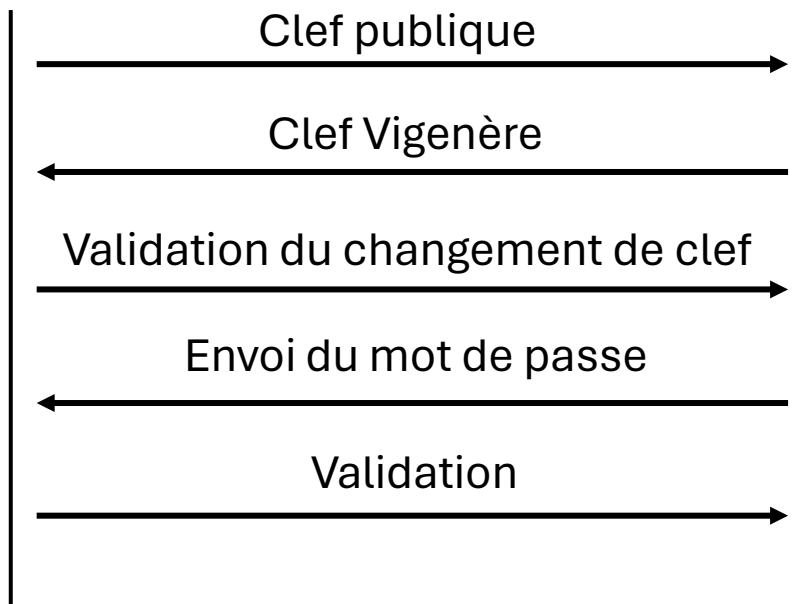 Clef publique
Clef Vigenère
Validation du changement de clef
Envoi du mot de passe
Validation